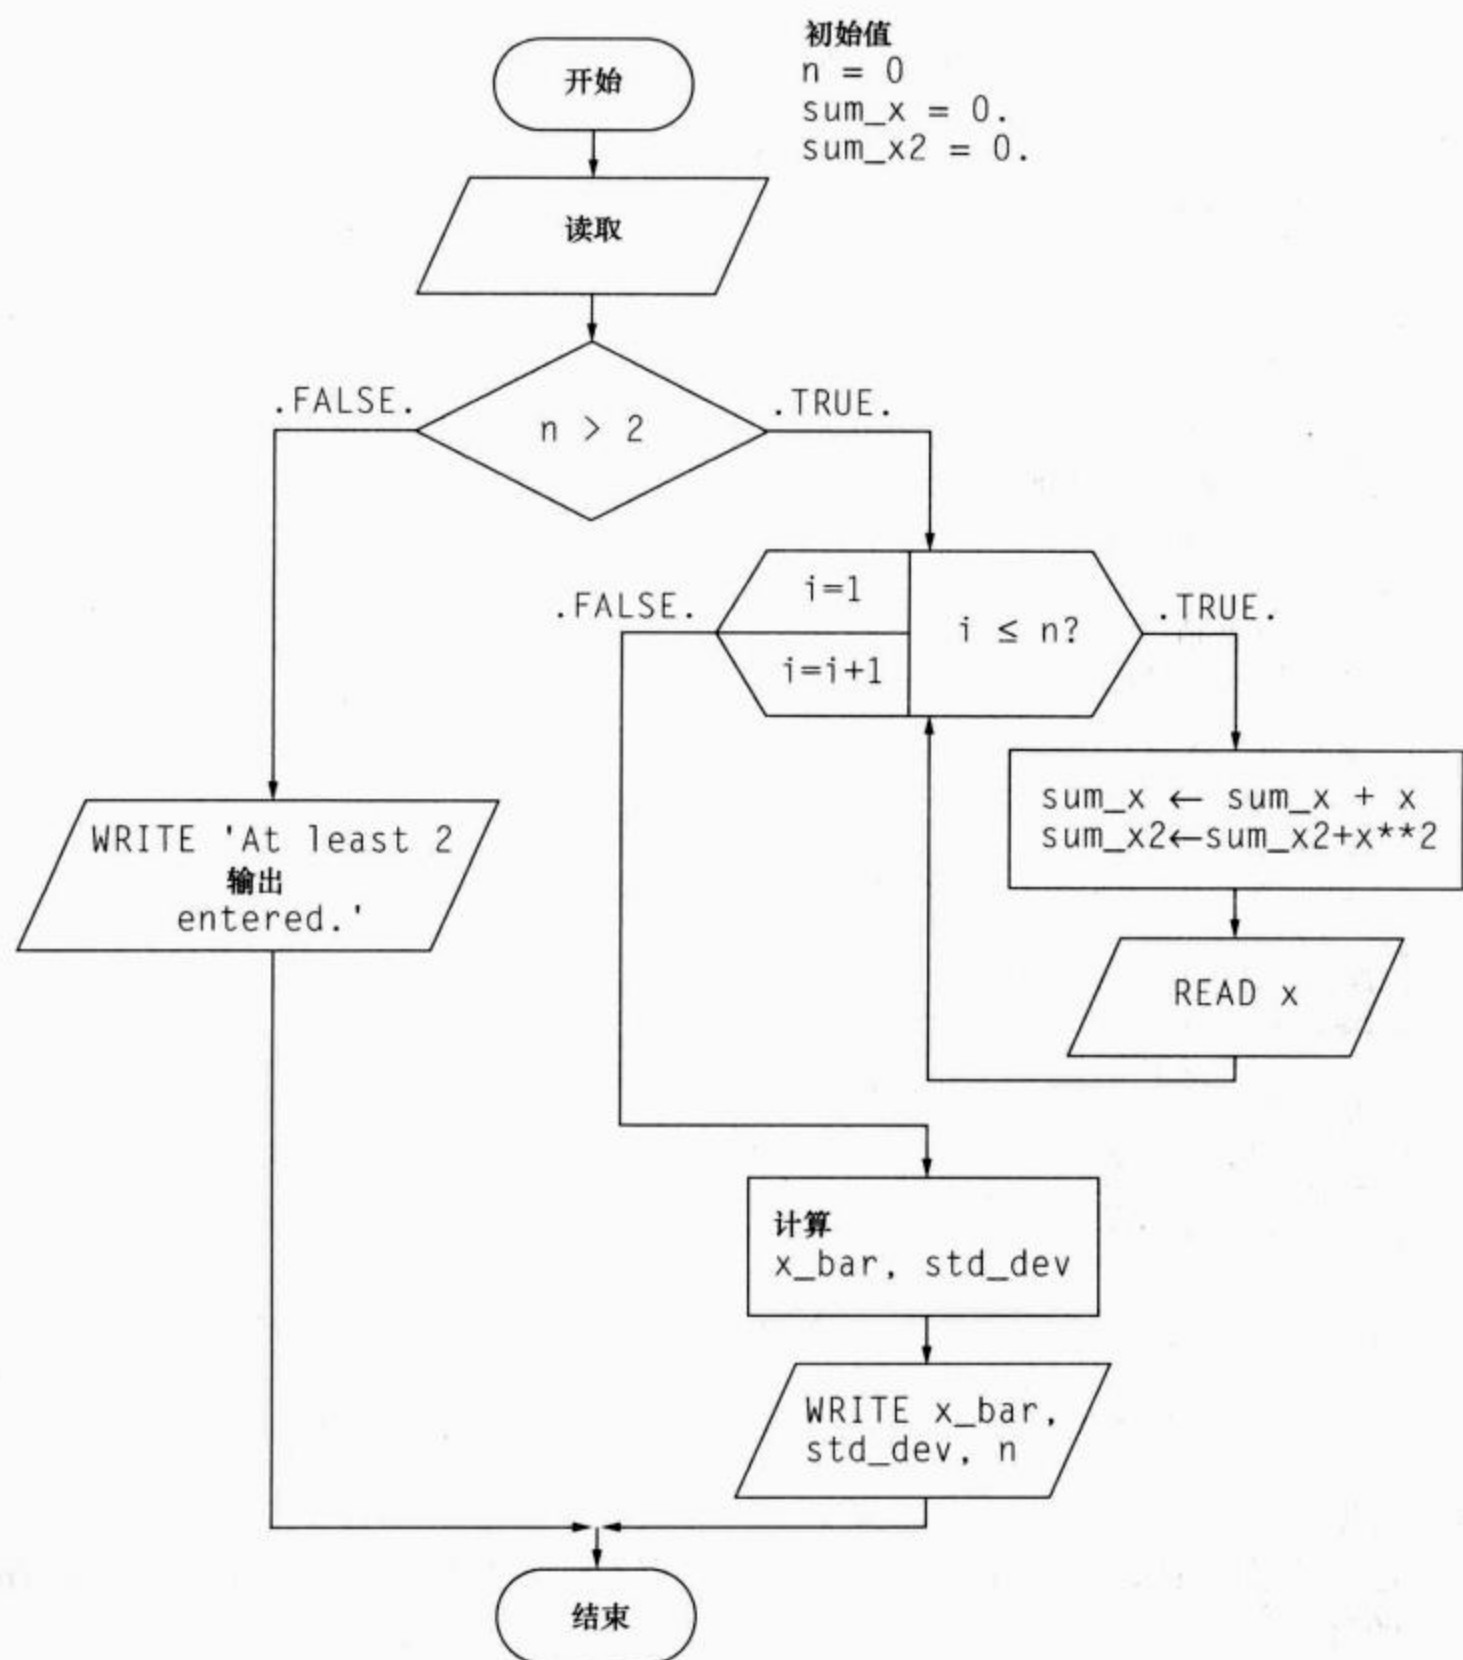 开始
初始值
n = 0
sum_x = 0.
sum_x2 = 0.
读取
.FALSE.
n > 2
.TRUE.
.FALSE.
i=1
i=i+1
i ≤ n?
.TRUE.
sum_x ← sum_x + x
sum_x2←sum_x2+x**2
READ x
WRITE 'At least 2
输出
entered.'
计算
x_bar, std_dev
WRITE x_bar,
std_dev, n
结束